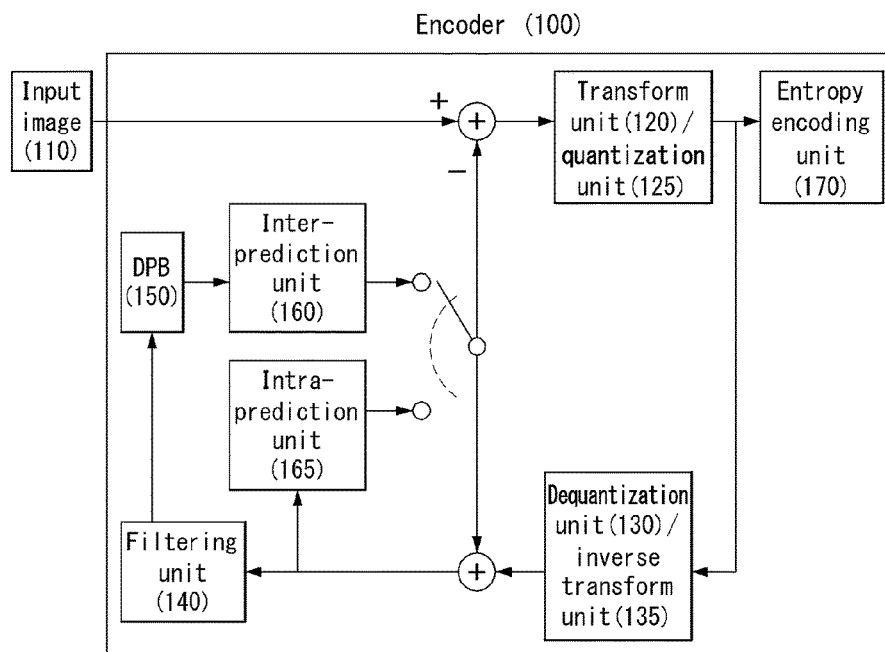 Encoder (100)
Input
image
(110)
+
+
Transform
unit(120)/
quantization
unit(125)
Entropy
encoding
unit
(170)
−
DPB
(150)
Inter-
prediction
unit
(160)
Intra-
prediction
unit
(165)
Dequantization
unit(130)/
inverse
transform
unit(135)
Filtering
unit
(140)
+